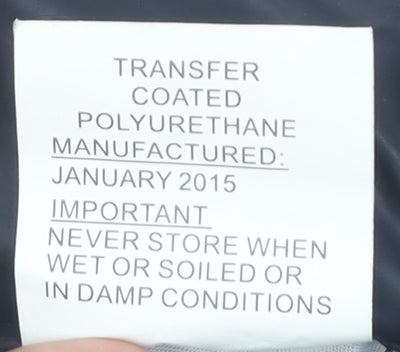 TRANSFER
COATED
POLYURETHANE
MANUFACTURED:
JANUARY 2015
IMPORTANT
NEVER STORE WHEN
WET OR SOILED OR
IN DAMP CONDITIONS